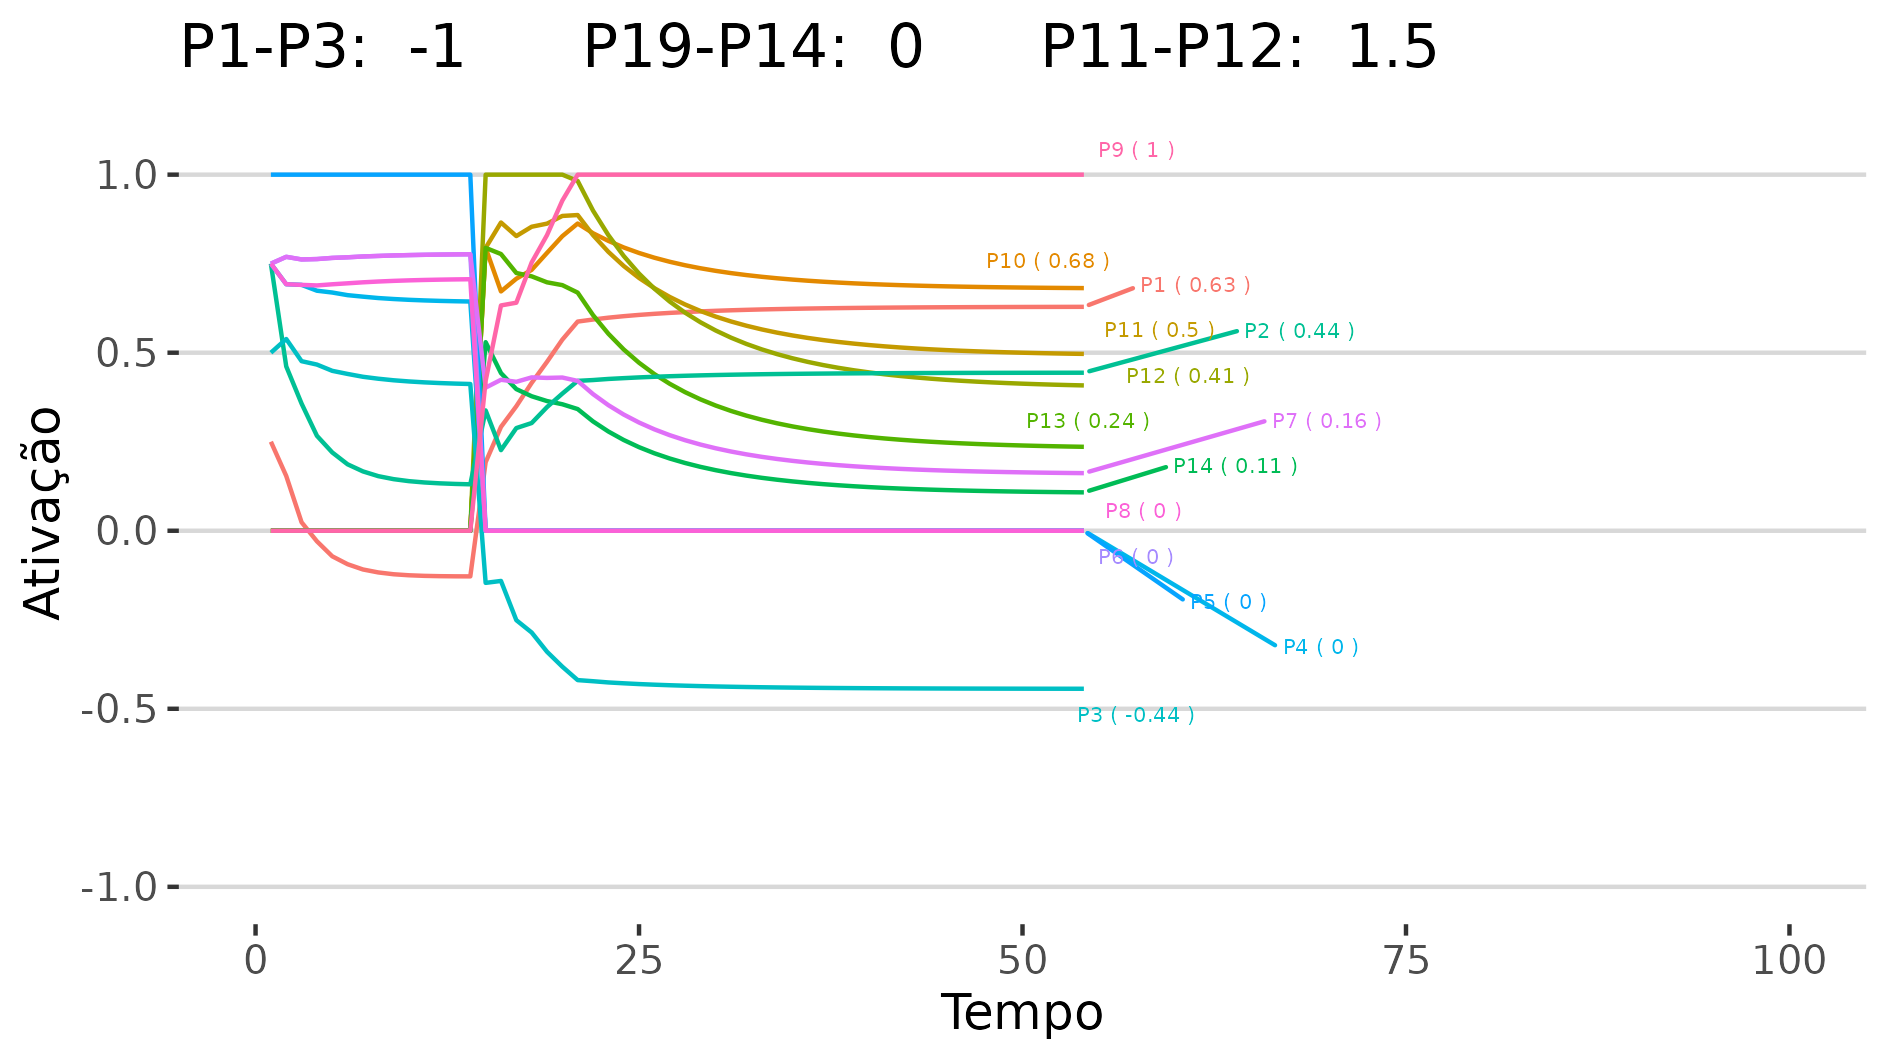 P1-P3:  -1     P19-P14:  0     P11-P12:  1.5
P9 ( 1 )
1.0
P10 ( 0.68 )
P1 ( 0.63 )
P11 ( 0.5 )
P2 ( 0.44 )
0.5
P12 ( 0.41 )
P13 ( 0.24 )
P7 ( 0.16 )
P14 ( 0.11 )
P8 ( 0 )
0.0
P6 ( 0 )
P5 ( 0 )
P4 ( 0 )
-0.5
P3 ( -0.44 )
-1.0
Ativação
0 25 50 75 100
Tempo